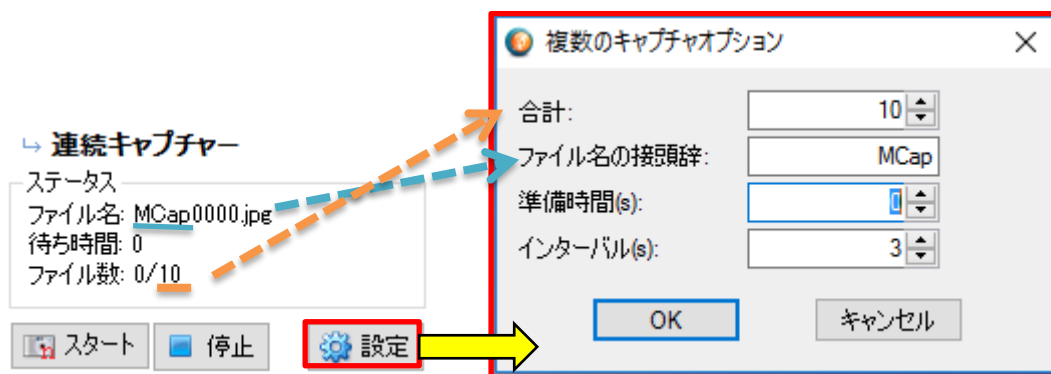 連続キャプチャー
ステータス
ファイル名: MCap0000.jpg
待ち時間: 0
ファイル数: 0/10
スタート
停止
設定
複数のキャプチャオプション
合計: 10
ファイル名の接頭辞: MCap
準備時間(s): 0
インターバル(s): 3
OK
キャンセル